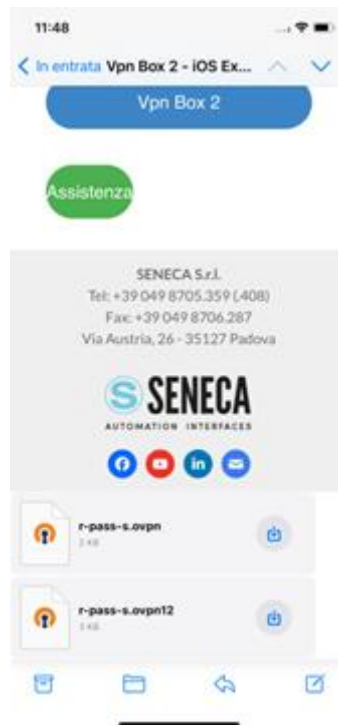 11:48
In entrata Vpn Box 2 - iOS Ex...
Vpn Box 2
Assistenza
SENECA S.r.l.
Tel: +39 049 8705.359 (.408)
Fax: +39 049 8706.287
Via Austria, 26 - 35127 Padova
S SENECA
AUTOMATION INTERFACES
in
r-pass-s.ovpn
r-pass-s.ovpn12